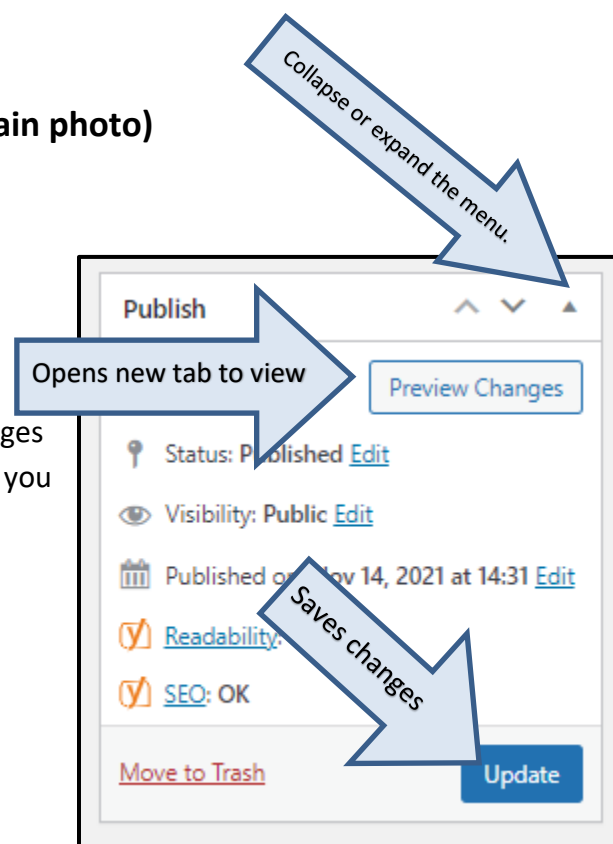 Collapse or expand the menu.
ain photo)
Publish
Opens new tab to view
Preview Changes
ges
Status: Published Edit
you
Visibility: Public Edit
Published on Nov 14, 2021 at 14:31 Edit
Saves changes
Readability:
SEO: OK
Move to Trash
Update